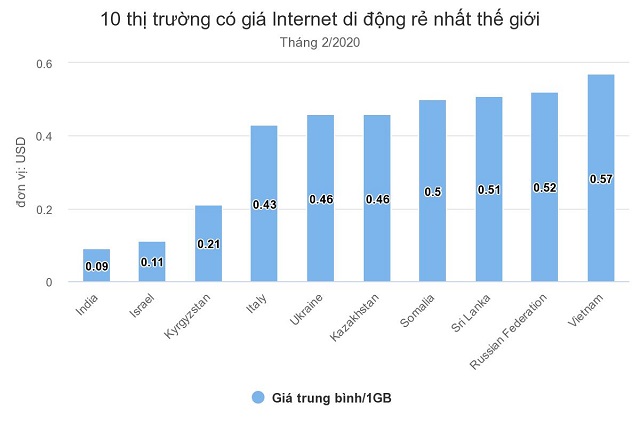 10 thị trường có giá Internet di động rẻ nhất thế giới
Tháng 2/2020
đơn vị: USD
0.6
0.4
0.2
0
0.09
0.11
0.21
0.43
0.46
0.46
0.5
0.51
0.52
0.57
India
Israel
Kyrgyzstan
Italy
Ukraine
Kazakhstan
Somalia
Sri Lanka
Russian Federation
Vietnam
Giá trung bình/1GB